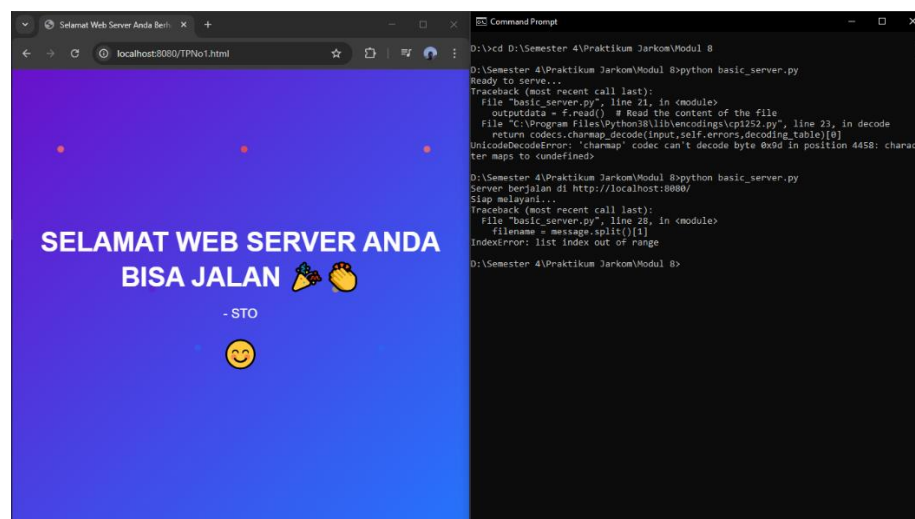 Selamat Web Server Anda Berh
localhost:8080/TPNo1.html
SELAMAT WEB SERVER ANDA
BISA JALAN 🎉 👏
- STO
Command Prompt
D:\>cd D:\Semester 4\Praktikum Jarkom\Modul 8
D:\Semester 4\Praktikum Jarkom\Modul 8>python basic_server.py
Ready to serve...
Traceback (most recent call last):
File "basic_server.py", line 21, in <module>
outputdata = f.read() # Read the content of the file
File "C:\Program Files\Python38\lib\encodings\cp1252.py", line 23, in decode
return codecs.charmap_decode(input,self.errors,decoding_table)[0]
UnicodeDecodeError: 'charmap' codec can't decode byte 0x9d in position 4458: charac
ter maps to <undefined>
D:\Semester 4\Praktikum Jarkom\Modul 8>python basic_server.py
Server berjalan di http://localhost:8080/
Siap melayani...
Traceback (most recent call last):
File "basic_server.py", line 28, in <module>
filename = message.split()[1]
IndexError: list index out of range
D:\Semester 4\Praktikum Jarkom\Modul 8>